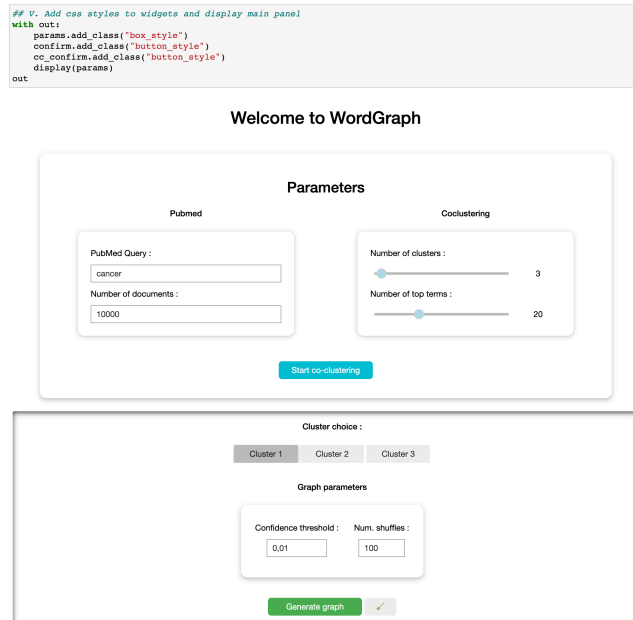 ## V. Add css styles to widgets and display main panel
with out:
    params.add_class("box_style")
    confirm.add_class("button_style")
    cc_confirm.add_class("button_style")
    display(params)
out
Welcome to WordGraph
Parameters
Pubmed
Coclustering
PubMed Query :
cancer
Number of documents :
10000
Number of clusters :
3
Number of top terms :
20
Start co-clustering
Cluster choice :
Cluster 1 Cluster 2 Cluster 3
Graph parameters
Confidence threshold : Num. shuffles :
0,01 100
Generate graph